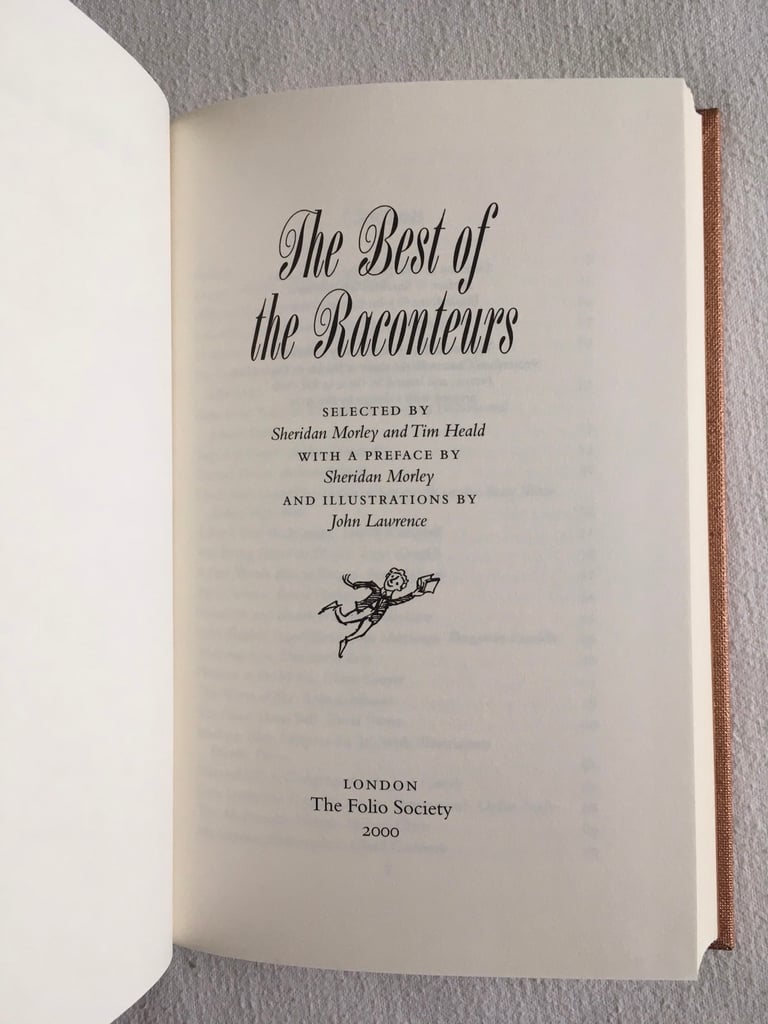 The Best of
the Raconteurs
SELECTED BY
Sheridan Morley and Tim Heald
WITH A PREFACE BY
Sheridan Morley
AND ILLUSTRATIONS BY
John Lawrence
LONDON
The Folio Society
2000